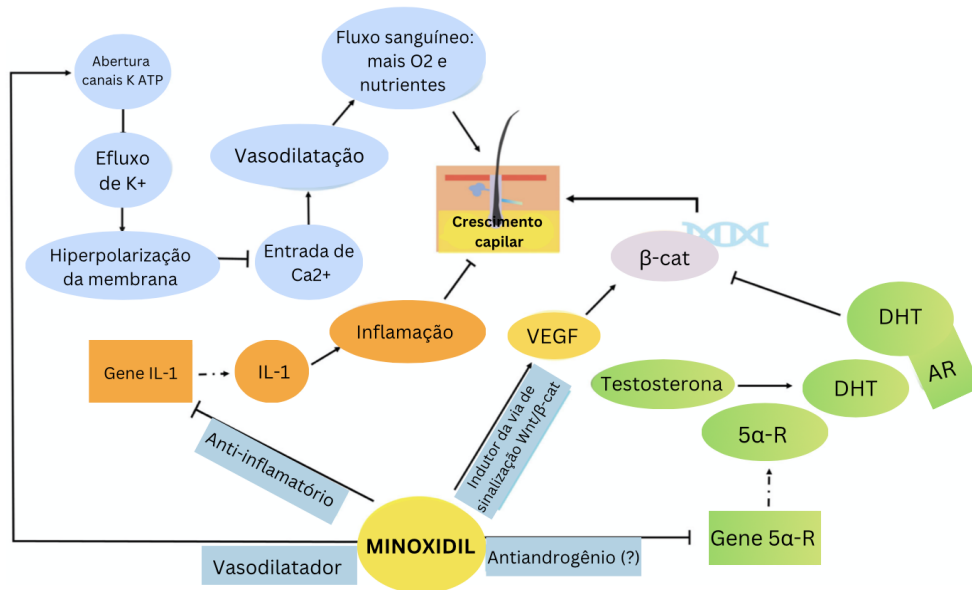 Abertura
canais K ATP
Fluxo sanguíneo:
mais O2 e
nutrientes
Efluxo
de K+
Vasodilatação
Hiperpolarização
da membrana
Entrada de
Ca2+
Crescimento
capilar
β-cat
Inflamação
VEGF
DHT
AR
Gene IL-1
IL-1
Testosterona
DHT
5α-R
Anti-inflamatório
Indutor da via de
sinalização Wnt/β-cat
MINOXIDIL
Vasodilatador
Antiandrogênio (?)
Gene 5α-R